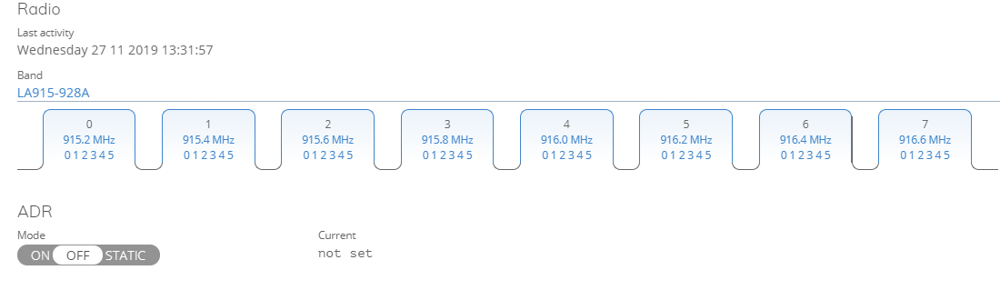 Radio
Last activity
Wednesday 27 11 2019 13:31:57
Band
LA915-928A
0 1 2 3 4 5 6 7
915.2 MHz 915.4 MHz 915.6 MHz 915.8 MHz 916.0 MHz 916.2 MHz 916.4 MHz 916.6 MHz
0 1 2 3 4 5 0 1 2 3 4 5 0 1 2 3 4 5 0 1 2 3 4 5 0 1 2 3 4 5 0 1 2 3 4 5 0 1 2 3 4 5 0 1 2 3 4 5
ADR
Mode Current
ON OFF STATIC not set